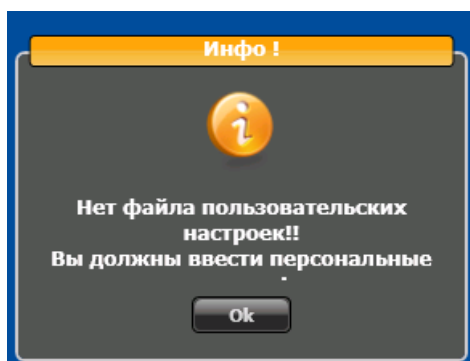 Инфо !
Нет файла пользовательских
настроек!!
Вы должны ввести персональные
Ok